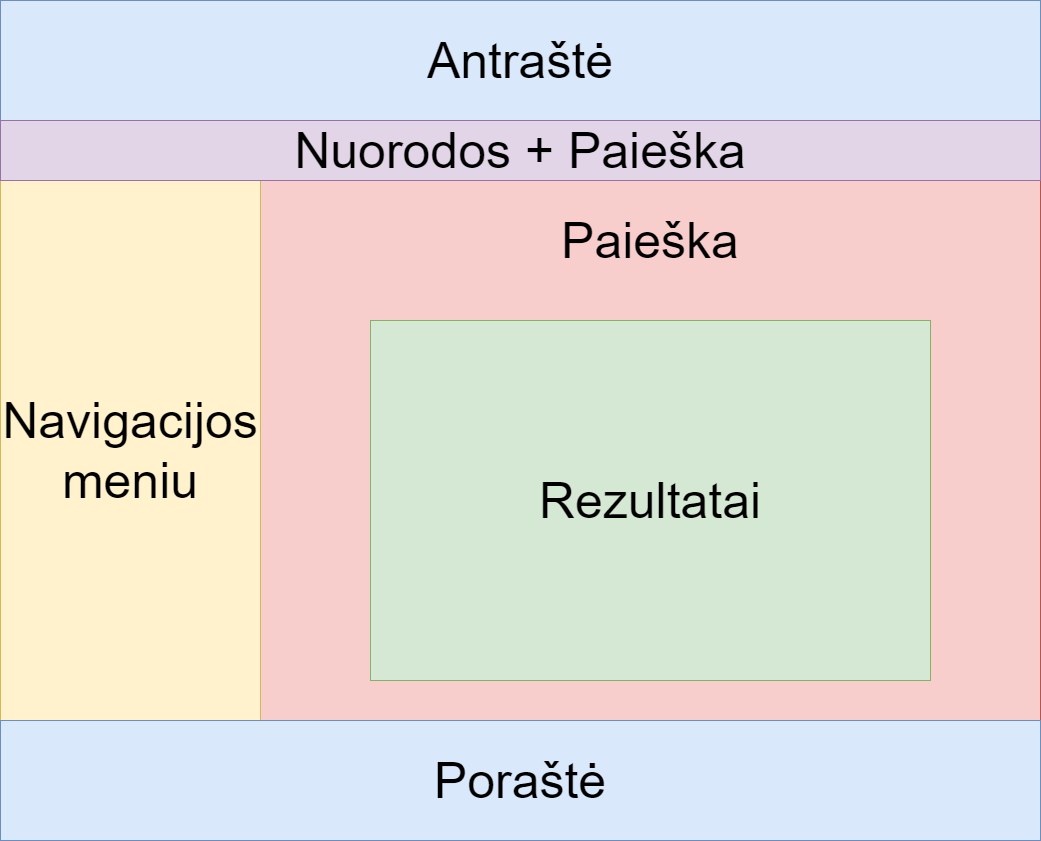 Antraštė
Nuorodos + Paieška
Paieška
Navigacijos
meniu
Rezultatai
Poraštė